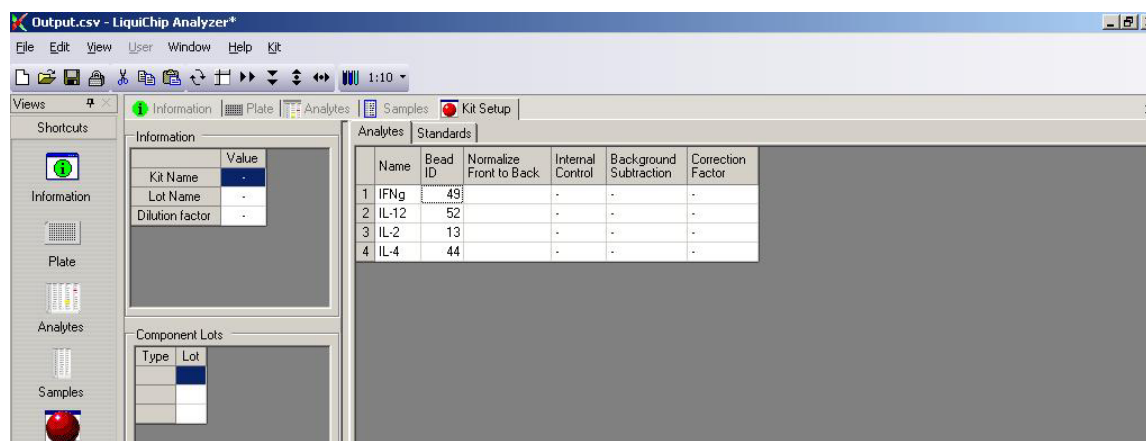 Output.csv - LiquiChip Analyzer*
File Edit View User Window Help Kit
1:10
Views
Information Plate Analytes Samples Kit Setup
Shortcuts
Information
Plate
Analytes
Samples
Information
Value
Kit Name -
Lot Name -
Dilution factor -
Component Lots
Type Lot
Analytes Standards
Name Bead ID Normalize Front to Back Internal Control Background Subtraction Correction Factor
1 IFNg 49 - - -
2 IL-12 52 - - -
3 IL-2 13 - - -
4 IL-4 44 - - -